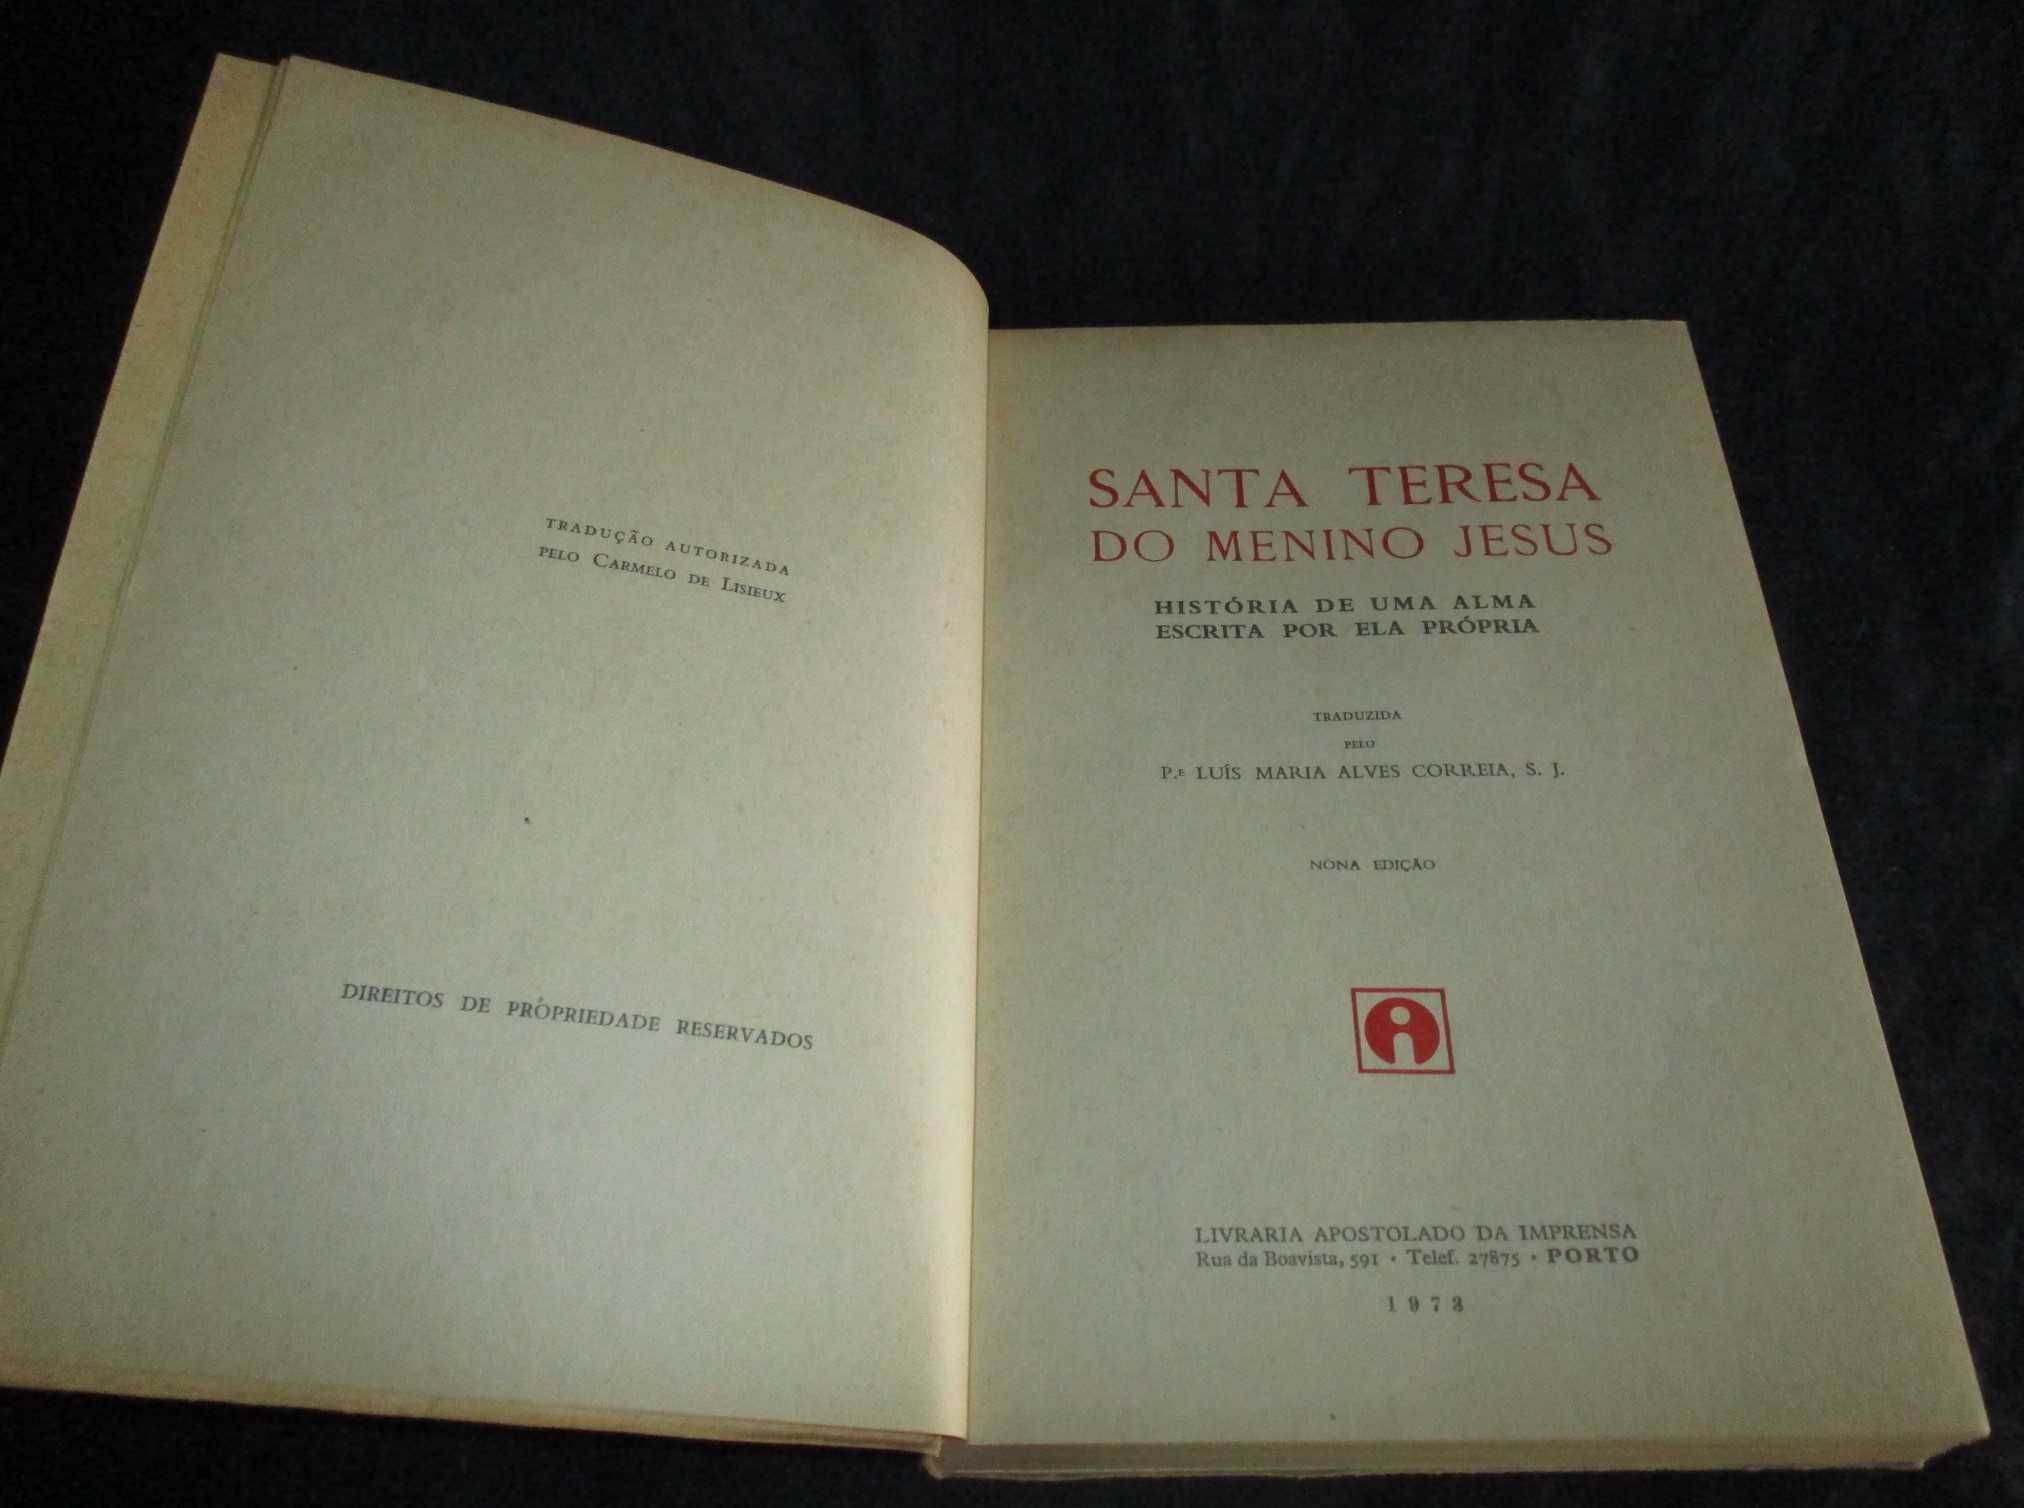 TRADUÇÃO AUTORIZADA
PELO CARMELO DE LISIEUX
DIREITOS DE PRÓPRIEDADE RESERVADOS
SANTA TERESA
DO MENINO JESUS
HISTÓRIA DE UMA ALMA
ESCRITA POR ELA PRÓPRIA
TRADUZIDA
PELO
P.E LUÍS MARIA ALVES CORREIA, S. J.
NONA EDIÇÃO
LIVRARIA APOSTOLADO DA IMPRENSA
Rua da Boavista, 591 • Telef. 27875 • PORTO
1973